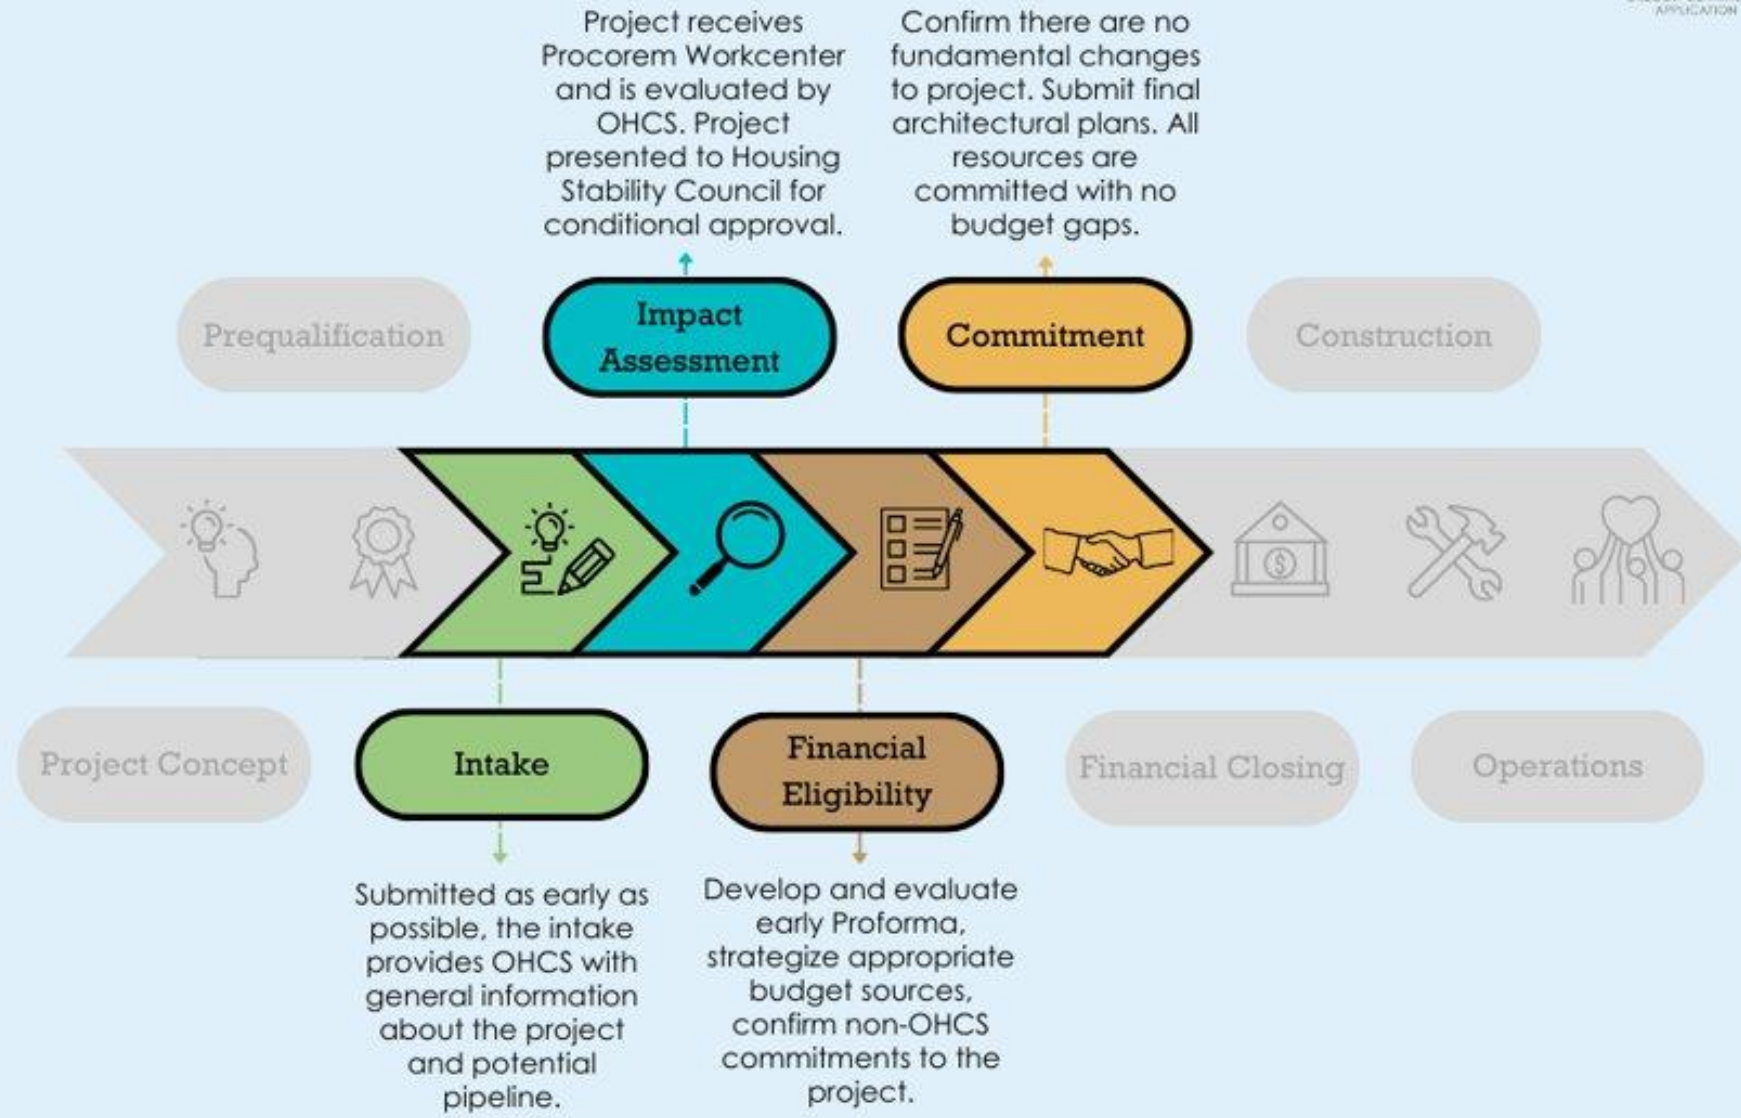 APPLICATION
Project receives
Procorem Workcenter
and is evaluated by
OHCS. Project
presented to Housing
Stability Council for
conditional approval.
Confirm there are no
fundamental changes
to project. Submit final
architectural plans. All
resources are
committed with no
budget gaps.
Prequalification
Impact
Assessment
Commitment
Construction
$
Project Concept
Intake
Financial
Eligibility
Financial Closing
Operations
Submitted as early as
possible, the intake
provides OHCS with
general information
about the project
and potential
pipeline.
Develop and evaluate
early Proforma,
strategize appropriate
budget sources,
confirm non-OHCS
commitments to the
project.